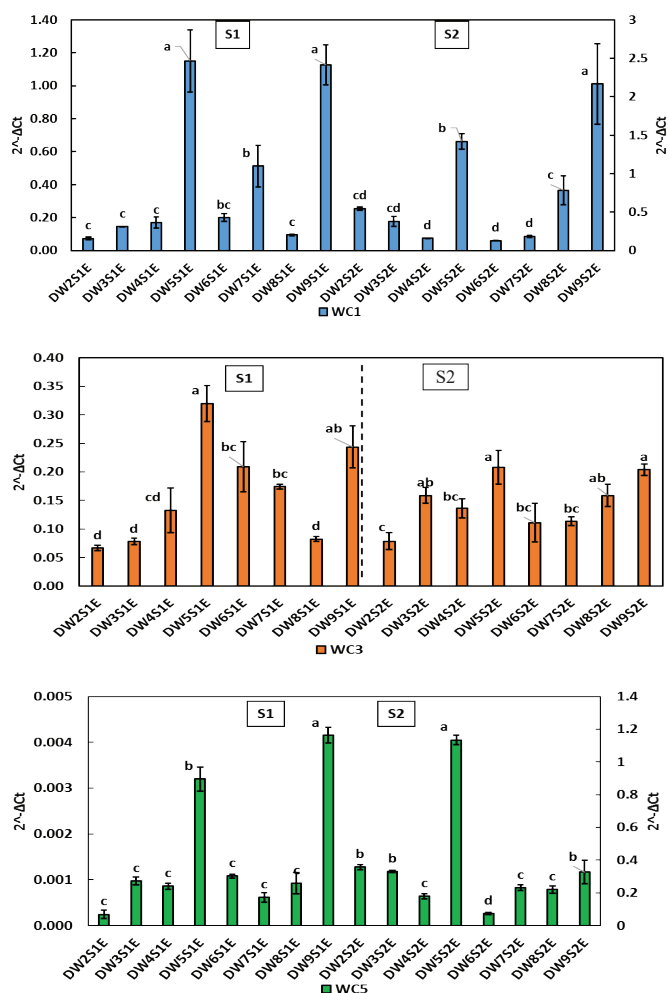 1.40
1.20
1.00
0.80
0.60
0.40
0.20
0.00
2^-ΔCt
3
2.5
2
1.5
1
0.5
0
2^-ΔCt
S1
S2
c
c
c
a
bc
b
c
a
cd
cd
d
b
d
d
c
a
DW2S1E
DW3S1E
DW4S1E
DW5S1E
DW6S1E
DW7S1E
DW8S1E
DW9S1E
DW2S2E
DW3S2E
DW4S2E
DW5S2E
DW6S2E
DW7S2E
DW8S2E
DW9S2E
WC1
0.40
0.35
0.30
0.25
0.20
0.15
0.10
0.05
0.00
2^-ΔCt
S1
S2
d
d
cd
a
bc
bc
d
ab
c
ab
bc
a
bc
bc
ab
a
DW2S1E
DW3S1E
DW4S1E
DW5S1E
DW6S1E
DW7S1E
DW8S1E
DW9S1E
DW2S2E
DW3S2E
DW4S2E
DW5S2E
DW6S2E
DW7S2E
DW8S2E
DW9S2E
WC3
0.005
0.004
0.003
0.002
0.001
0.000
2^-ΔCt
1.4
1.2
1
0.8
0.6
0.4
0.2
0
2^-ΔCt
S1
S2
c
c
c
b
c
c
c
a
b
b
c
a
d
c
c
b
DW2S1E
DW3S1E
DW4S1E
DW5S1E
DW6S1E
DW7S1E
DW8S1E
DW9S1E
DW2S2E
DW3S2E
DW4S2E
DW5S2E
DW6S2E
DW7S2E
DW8S2E
DW9S2E
WC5